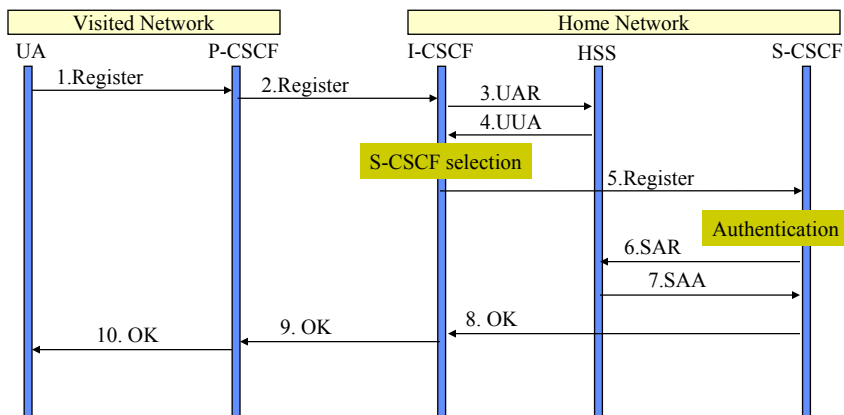 Visited Network
Home Network
UA
P-CSCF
I-CSCF
HSS
S-CSCF
1.Register
2.Register
3.UAR
4.UUA
S-CSCF selection
5.Register
Authentication
6.SAR
7.SAA
8. OK
9. OK
10. OK